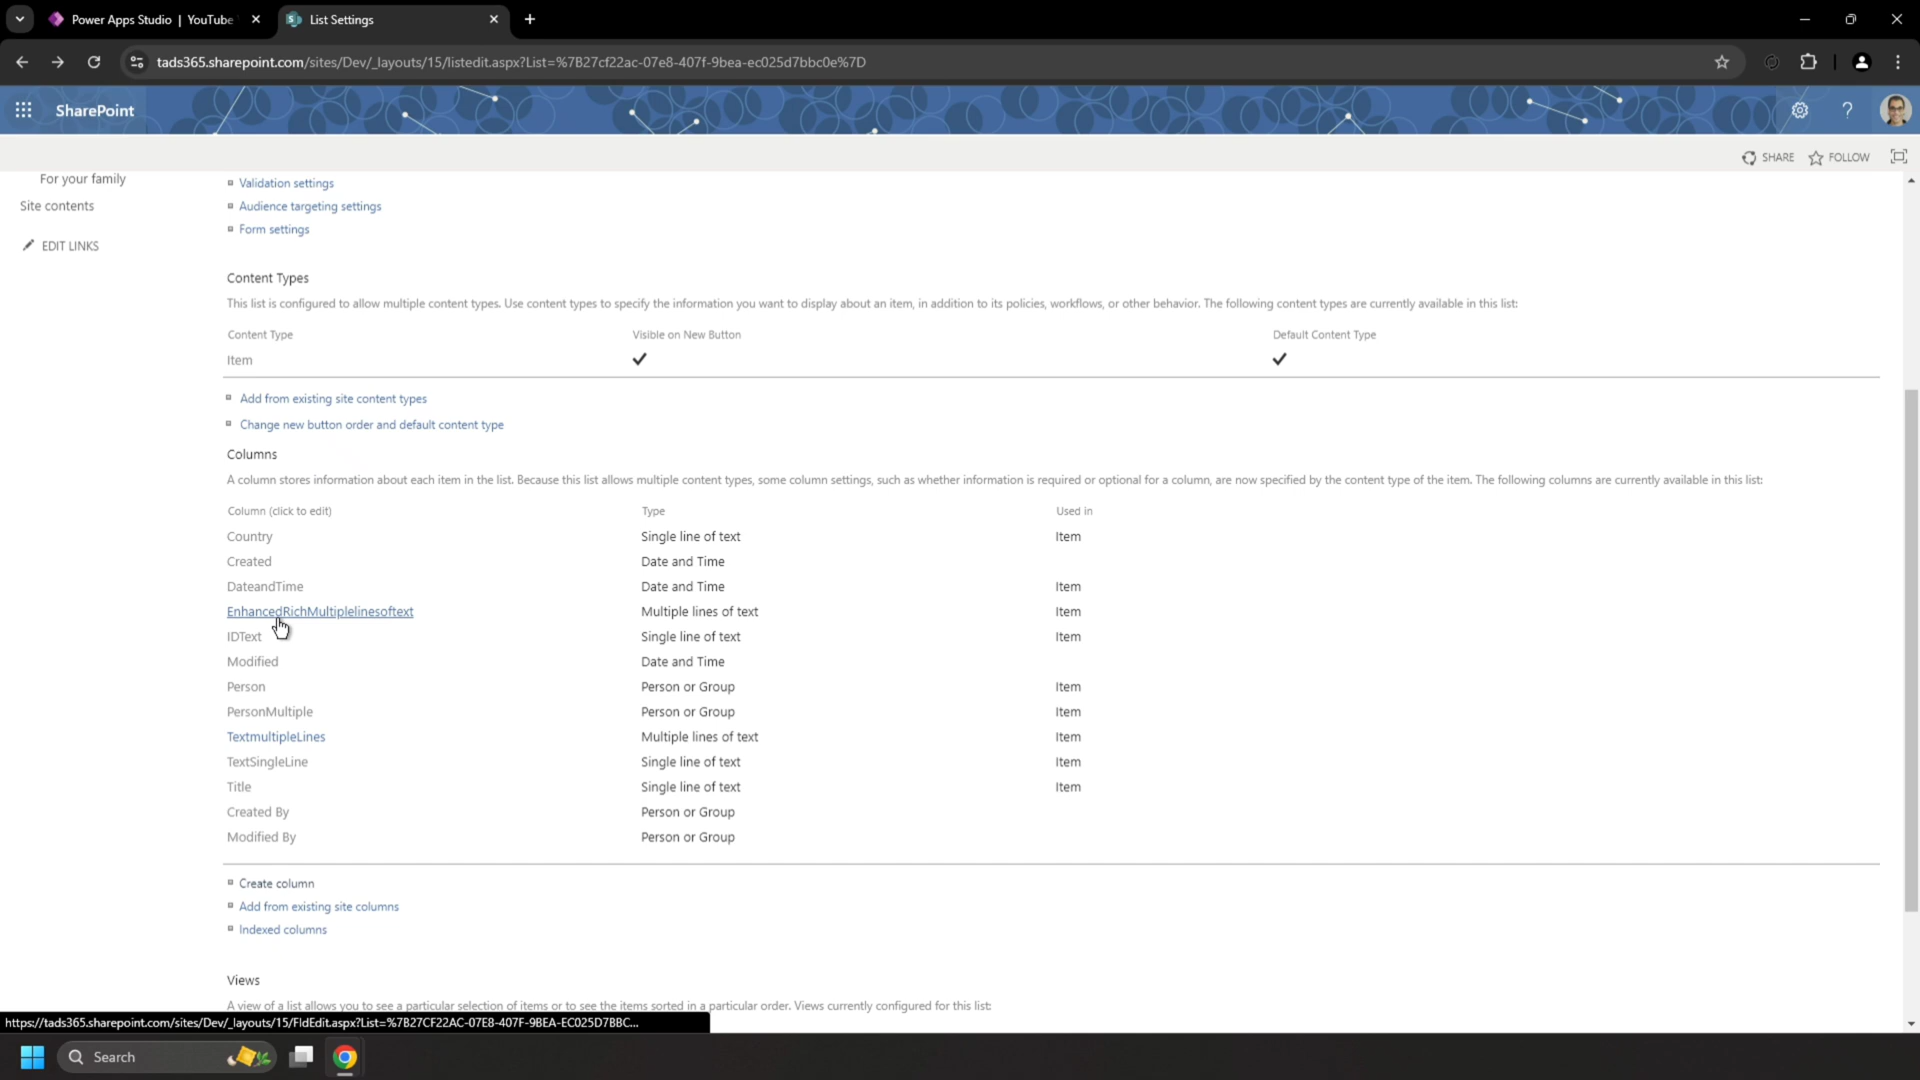 Power Apps Studio | YouTube
List Settings
tads365.sharepoint.com/sites/Dev/_layouts/15/listedit.aspx?List=%7B27cf22ac-07e8-407f-9bea-ec025d7bbc0e%7D
SharePoint
SHARE
FOLLOW
For your family
Site contents
EDIT LINKS
Validation settings
Audience targeting settings
Form settings
Content Types
This list is configured to allow multiple content types. Use content types to specify the information you want to display about an item, in addition to its policies, workflows, or other behavior. The following content types are currently available in this list:
Content Type Visible on New Button Default Content Type
Item
Add from existing site content types
Change new button order and default content type
Columns
A column stores information about each item in the list. Because this list allows multiple content types, some column settings, such as whether information is required or optional for a column, are now specified by the content type of the item. The following columns are currently available in this list:
Column (click to edit) Type Used in
Country Single line of text Item
Created Date and Time
DateandTime Date and Time Item
EnhancedRichMultiplelinesoftext Multiple lines of text Item
IDText Single line of text Item
Modified Date and Time
Person Person or Group Item
PersonMultiple Person or Group Item
TextmultipleLines Multiple lines of text Item
TextSingleLine Single line of text Item
Title Single line of text Item
Created By Person or Group
Modified By Person or Group
Create column
Add from existing site columns
Indexed columns
Views
A view of a list allows you to see a particular selection of items or to see the items sorted in a particular order. Views currently configured for this list:
https://tads365.sharepoint.com/sites/Dev/_layouts/15/FldEdit.aspx?List=%7B27CF22AC-07E8-407F-9BEA-EC025D7BBC...
Search